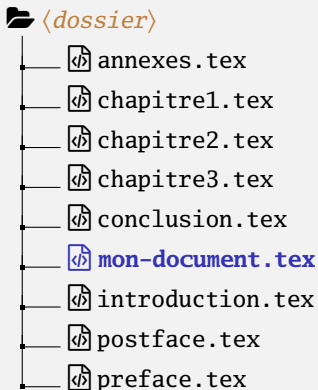 ⟨dossier⟩
annexes.tex
chapitre1.tex
chapitre2.tex
chapitre3.tex
conclusion.tex
mon-document.tex
introduction.tex
postface.tex
preface.tex